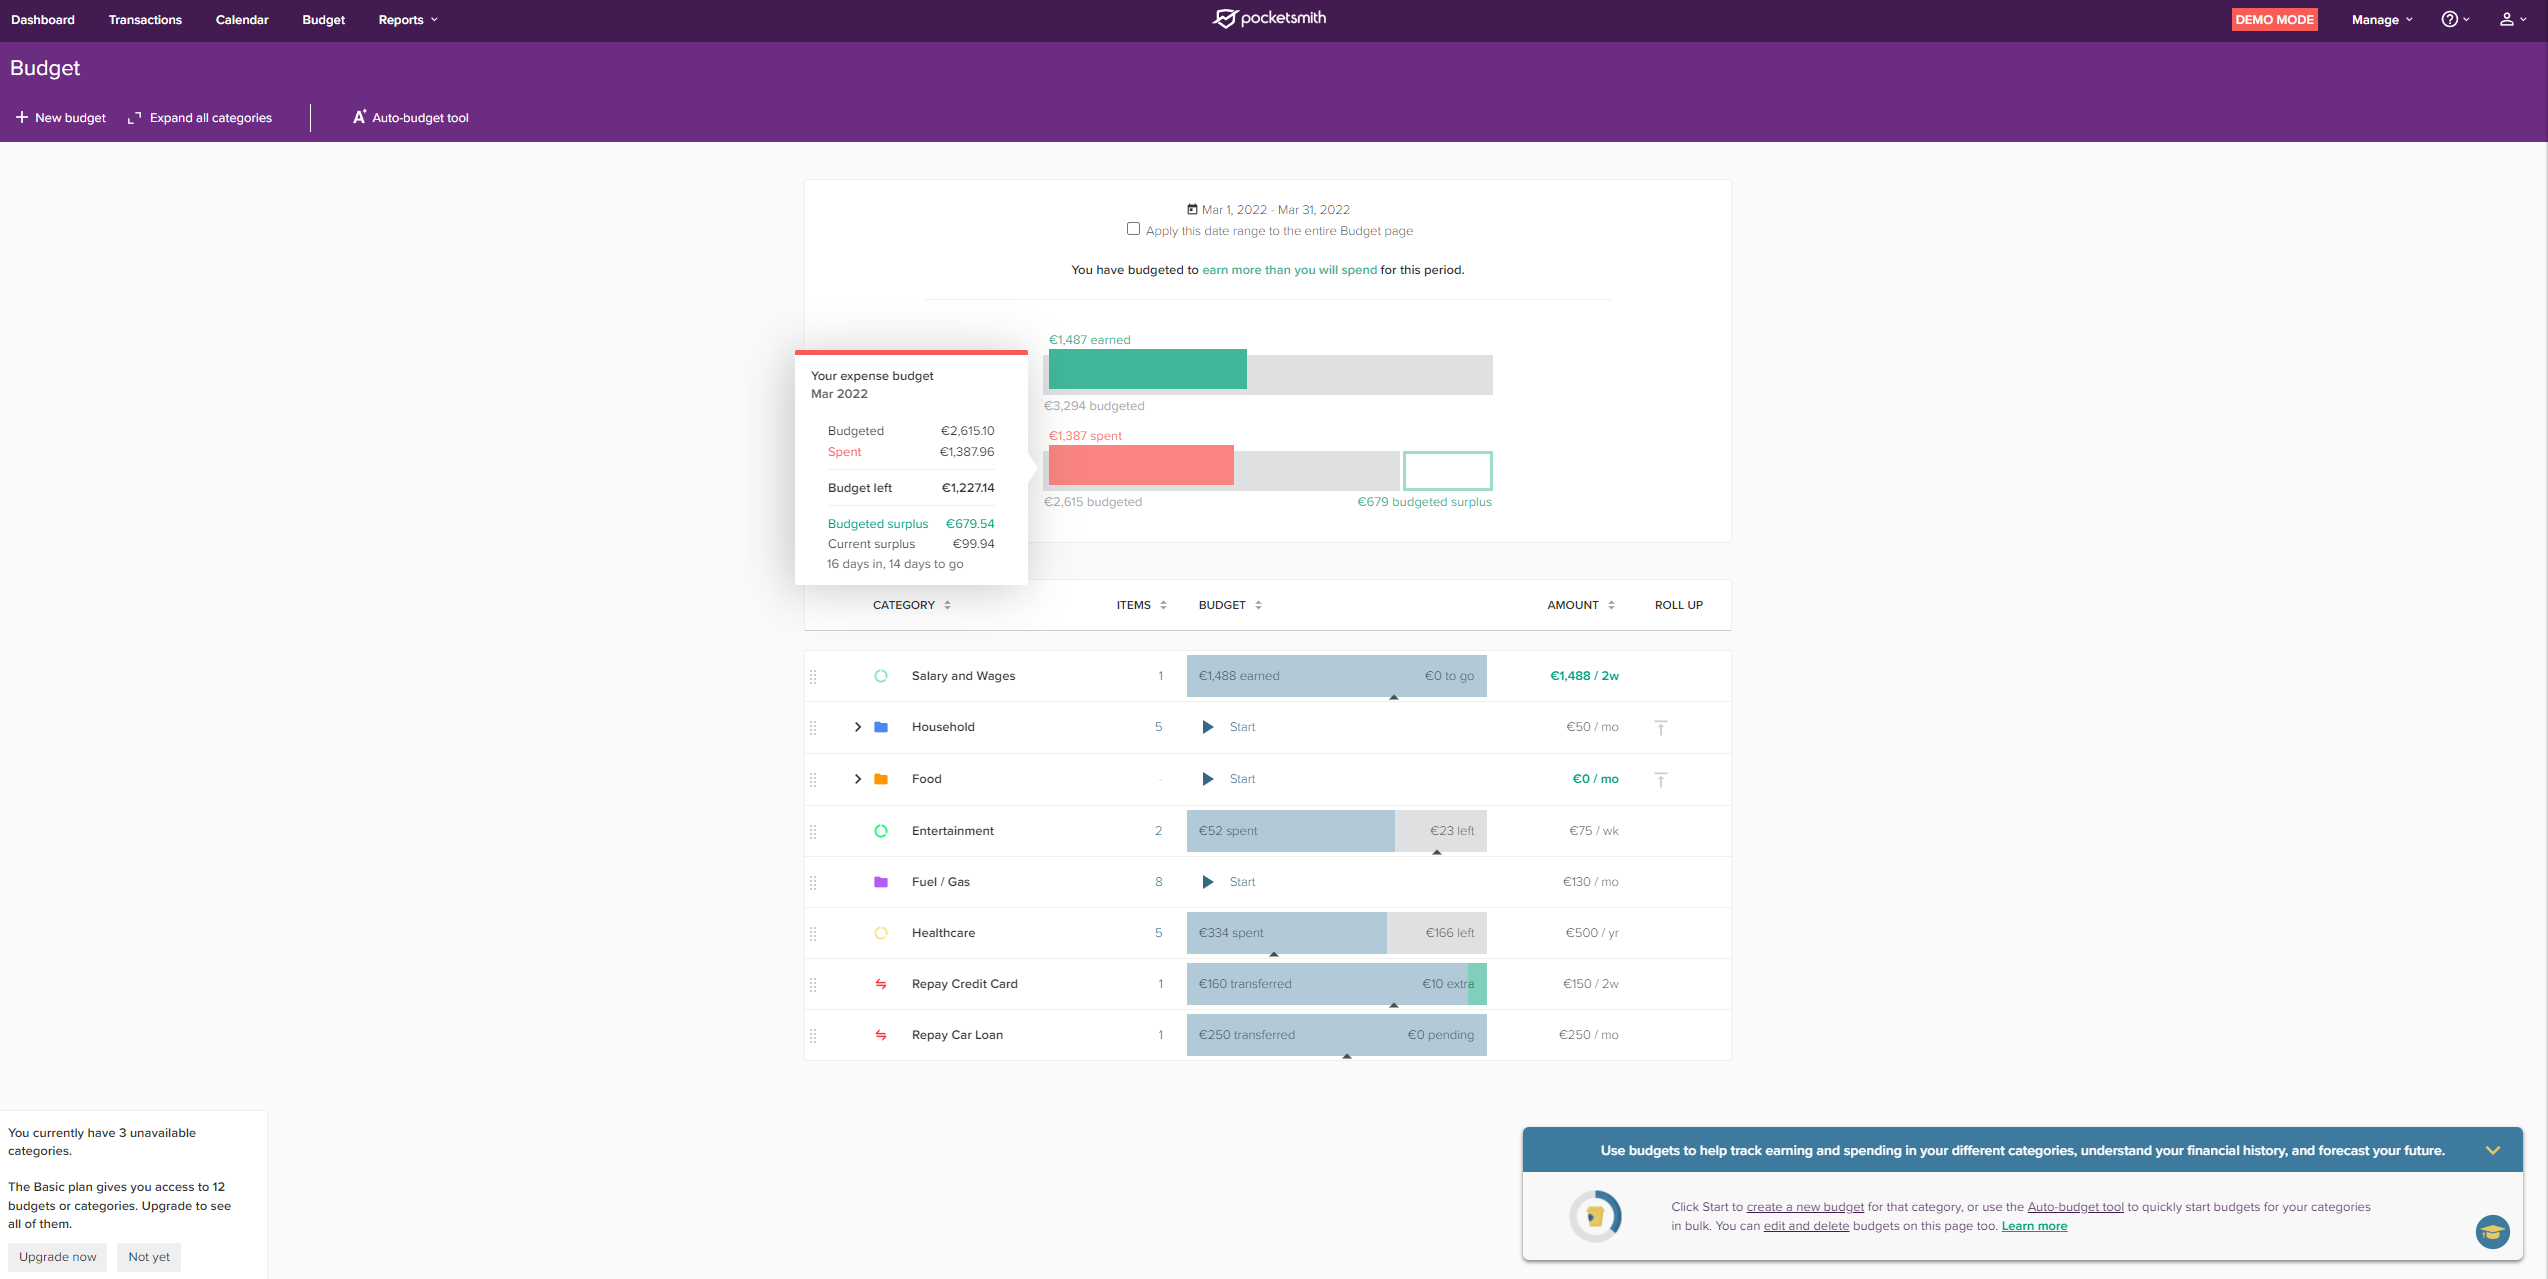 Dashboard Transactions Calendar Budget Reports pocketsmith DEMO MODE Manage
Budget
New budget Expand all categories Auto-budget tool
Mar 1, 2022 - Mar 31, 2022
Apply this date range to the entire Budget page
You have budgeted to earn more than you will spend for this period.
€1,487 earned
€3,294 budgeted
€1,387 spent
€2,615 budgeted €679 budgeted surplus
Your expense budget
Mar 2022
Budgeted €2,615.10
Spent €1,387.96
Budget left €1,227.14
Budgeted surplus €679.54
Current surplus €99.94
16 days in, 14 days to go
CATEGORY ITEMS BUDGET AMOUNT ROLL UP
Salary and Wages 1 €1,488 earned €0 to go €1,488 / 2w
Household 5 Start €50 / mo
Food - Start €0 / mo
Entertainment 2 €52 spent €23 left €75 / wk
Fuel / Gas 8 Start €130 / mo
Healthcare 5 €334 spent €166 left €500 / yr
Repay Credit Card 1 €160 transferred €10 extra €150 / 2w
Repay Car Loan 1 €250 transferred €0 pending €250 / mo
You currently have 3 unavailable
categories.
The Basic plan gives you access to 12
budgets or categories. Upgrade to see
all of them.
Upgrade now Not yet
Use budgets to help track earning and spending in your different categories, understand your financial history, and forecast your future.
Click Start to create a new budget for that category, or use the Auto-budget tool to quickly start budgets for your categories
in bulk. You can edit and delete budgets on this page too. Learn more